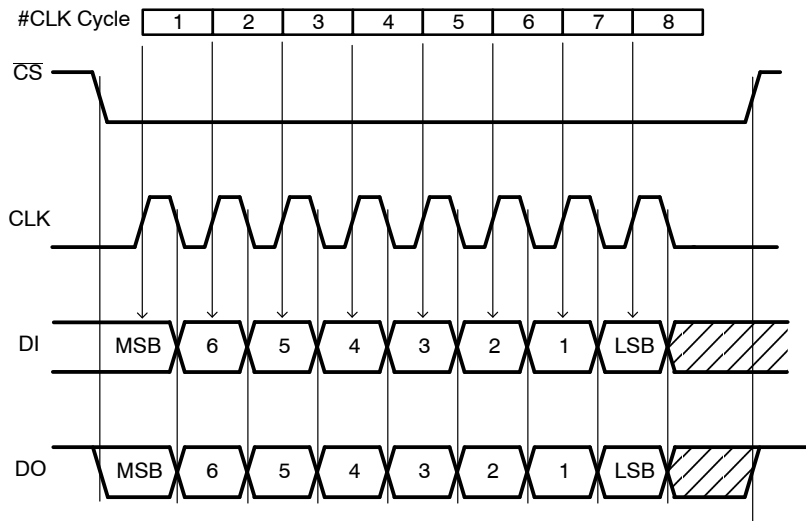 #CLK Cycle 1 2 3 4 5 6 7 8
C̅S̅
CLK
DI MSB 6 5 4 3 2 1 LSB
DO MSB 6 5 4 3 2 1 LSB